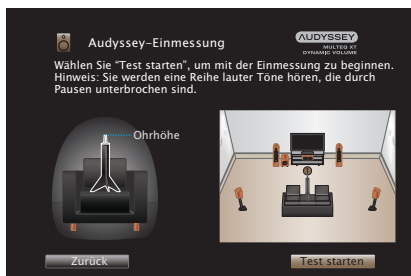 Audyssey-Einmessung
AUDYSSEY
MULTEQ XT
DYNAMIC VOLUME
Wählen Sie "Test starten", um mit der Einmessung zu beginnen.
Hinweis: Sie werden eine Reihe lauter Töne hören, die durch
Pausen unterbrochen sind.
Ohrhöhe
Zurück
Test starten